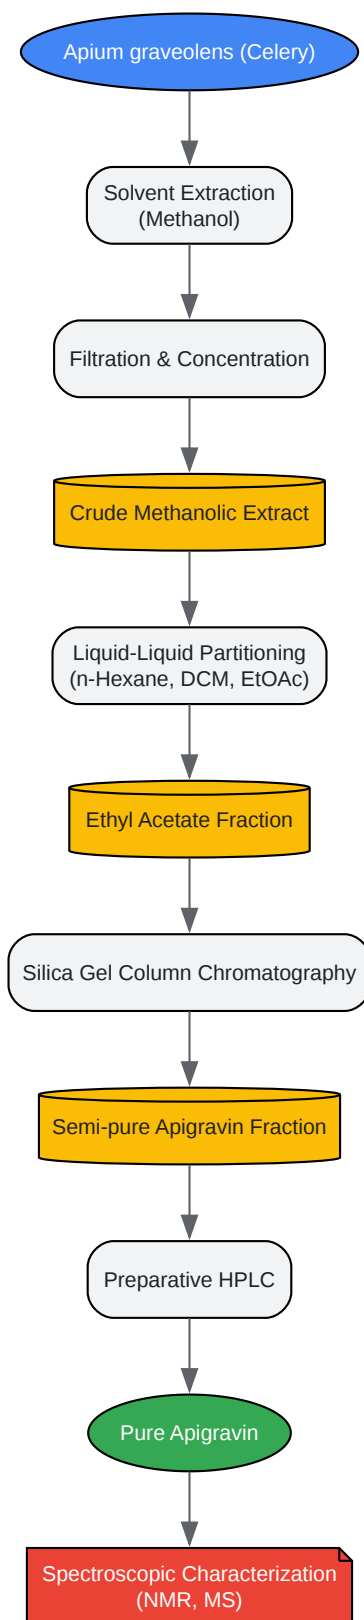 Apium graveolens (Celery)
Solvent Extraction
(Methanol)
Filtration & Concentration
Crude Methanolic Extract
Liquid-Liquid Partitioning
(n-Hexane, DCM, EtOAc)
Ethyl Acetate Fraction
Silica Gel Column Chromatography
Semi-pure Apigravin Fraction
Preparative HPLC
Pure Apigravin
Spectroscopic Characterization
(NMR, MS)